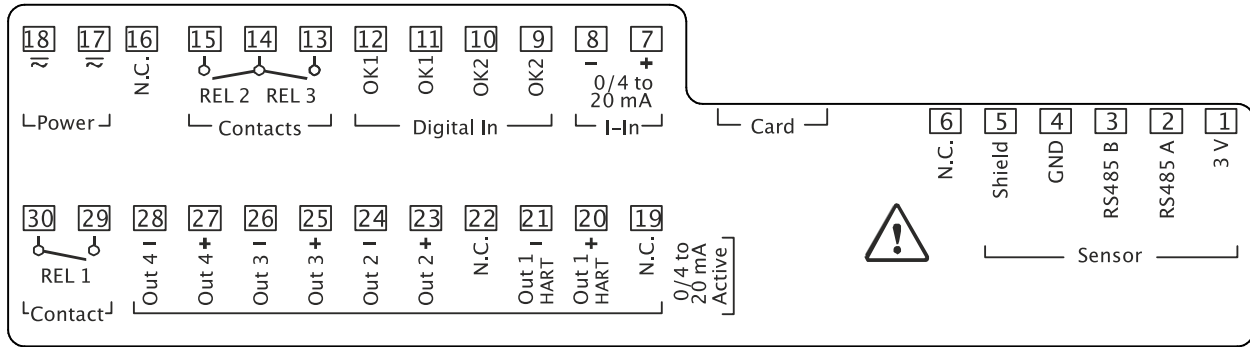 18 17 16 15 14 13 12 11 10 9 8 7
≂ ≂ N.C. OK1 OK1 OK2 OK2 − +
REL 2 REL 3
0/4 to
20 mA
Power Contacts Digital In I-In Card
6 5 4 3 2 1
N.C. Shield GND RS485 B RS485 A 3 V
Sensor
30 29 28 27 26 25 24 23 22 21 20 19
REL 1
Out 4 − Out 4 + Out 3 − Out 3 + Out 2 − Out 2 + N.C.
Out 1 −
HART
Out 1 +
HART
N.C.
0/4 to
20 mA
Active
Contact
!